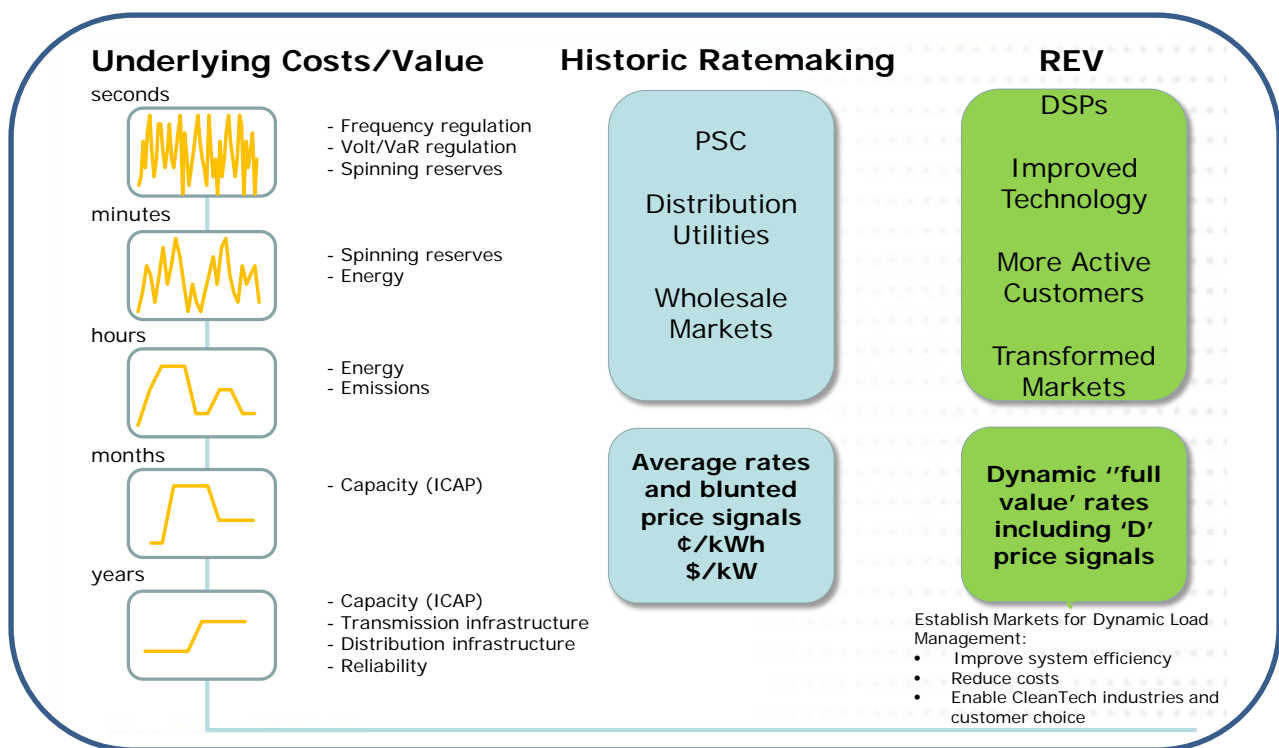 Underlying Costs/Value
seconds
- Frequency regulation
- Volt/VaR regulation
- Spinning reserves
minutes
- Spinning reserves
- Energy
hours
- Energy
- Emissions
months
- Capacity (ICAP)
years
- Capacity (ICAP)
- Transmission infrastructure
- Distribution infrastructure
- Reliability
Historic Ratemaking
PSC
Distribution
Utilities
Wholesale
Markets
Average rates
and blunted
price signals
¢/kWh
$/kW
REV
DSPs
Improved
Technology
More Active
Customers
Transformed
Markets
Dynamic ‘‘full
value’ rates
including ‘D’
price signals
Establish Markets for Dynamic Load
Management:
• Improve system efficiency
• Reduce costs
• Enable CleanTech industries and
customer choice